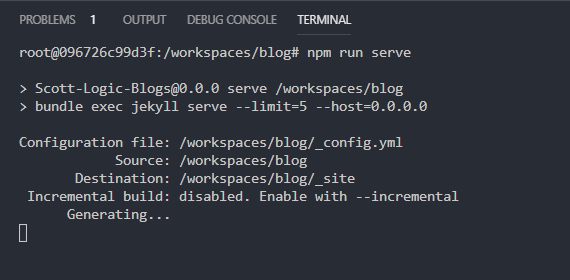 PROBLEMS 1 OUTPUT DEBUG CONSOLE TERMINAL
root@096726c99d3f:/workspaces/blog# npm run serve
> Scott-Logic-Blogs@0.0.0 serve /workspaces/blog
> bundle exec jekyll serve --limit=5 --host=0.0.0.0
Configuration file: /workspaces/blog/_config.yml
Source: /workspaces/blog
Destination: /workspaces/blog/_site
Incremental build: disabled. Enable with --incremental
Generating...